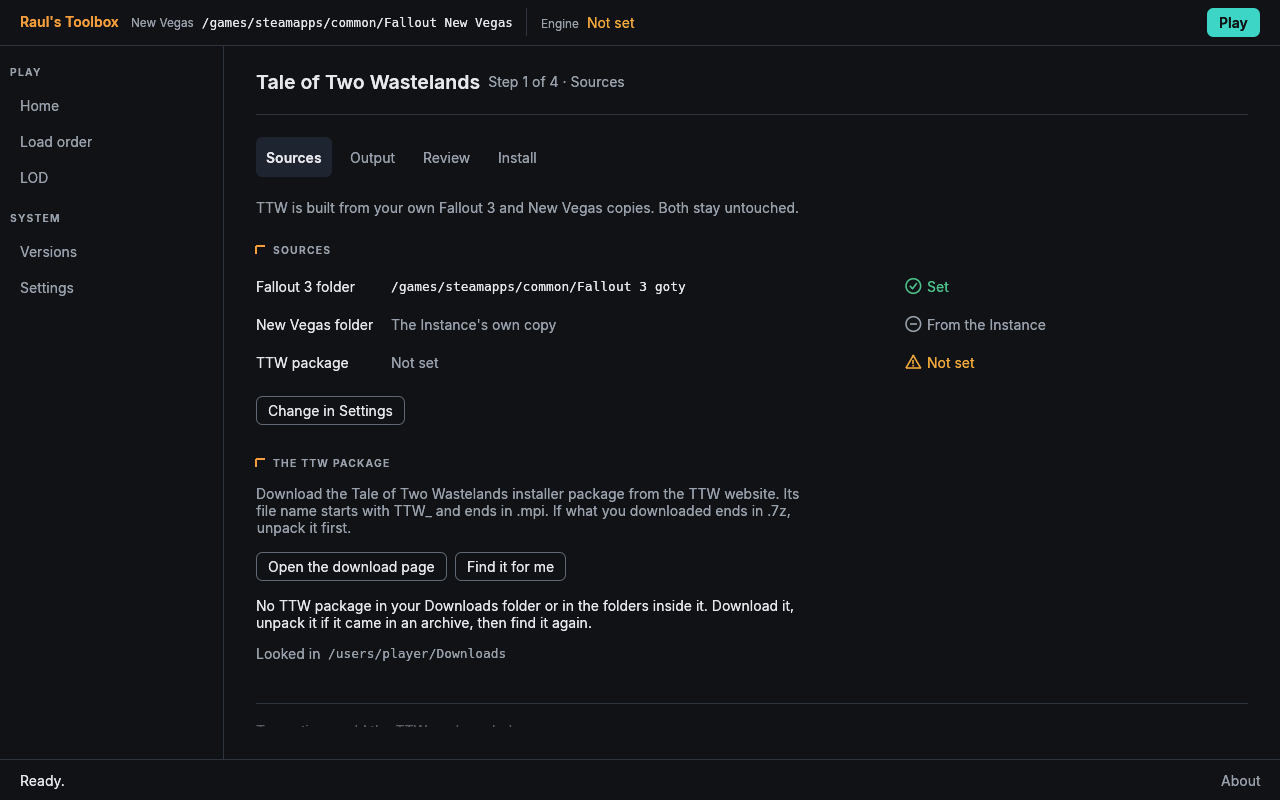 Raul's Toolbox New Vegas /games/steamapps/common/Fallout New Vegas Engine Not set Play
PLAY
Home
Load order
LOD
SYSTEM
Versions
Settings
Tale of Two Wastelands Step 1 of 4 · Sources
Sources Output Review Install
TTW is built from your own Fallout 3 and New Vegas copies. Both stay untouched.
SOURCES
Fallout 3 folder /games/steamapps/common/Fallout 3 goty Set
New Vegas folder The Instance's own copy From the Instance
TTW package Not set Not set
Change in Settings
THE TTW PACKAGE
Download the Tale of Two Wastelands installer package from the TTW website. Its
file name starts with TTW_ and ends in .mpi. If what you downloaded ends in .7z,
unpack it first.
Open the download page Find it for me
No TTW package in your Downloads folder or in the folders inside it. Download it,
unpack it if it came in an archive, then find it again.
Looked in /users/player/Downloads
Ready. About